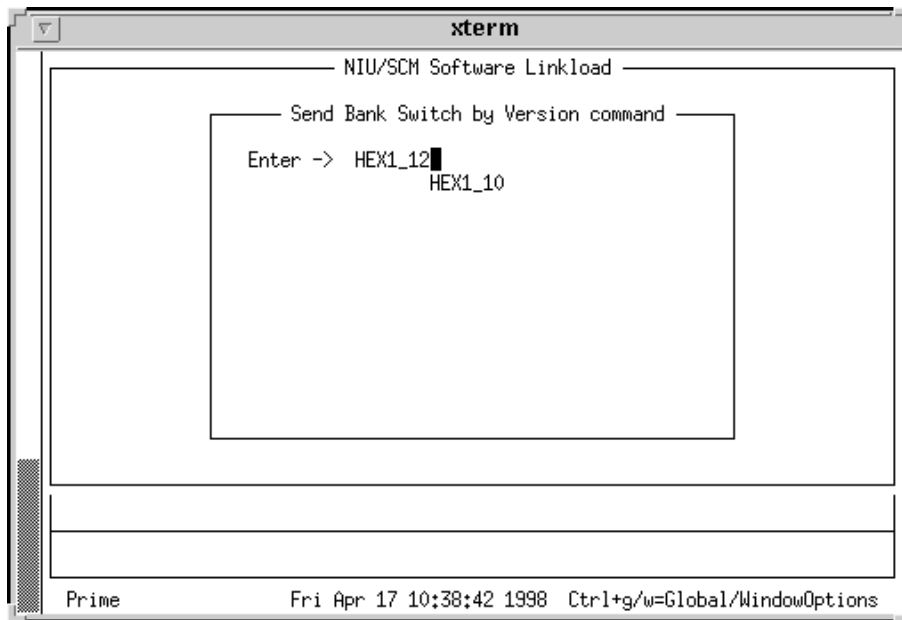 xterm
NIU/SCM Software Linkload
Send Bank Switch by Version command
Enter -> HEX1_12
HEX1_10
Prime Fri Apr 17 10:38:42 1998 Ctrl+g/w=Global/WindowOptions